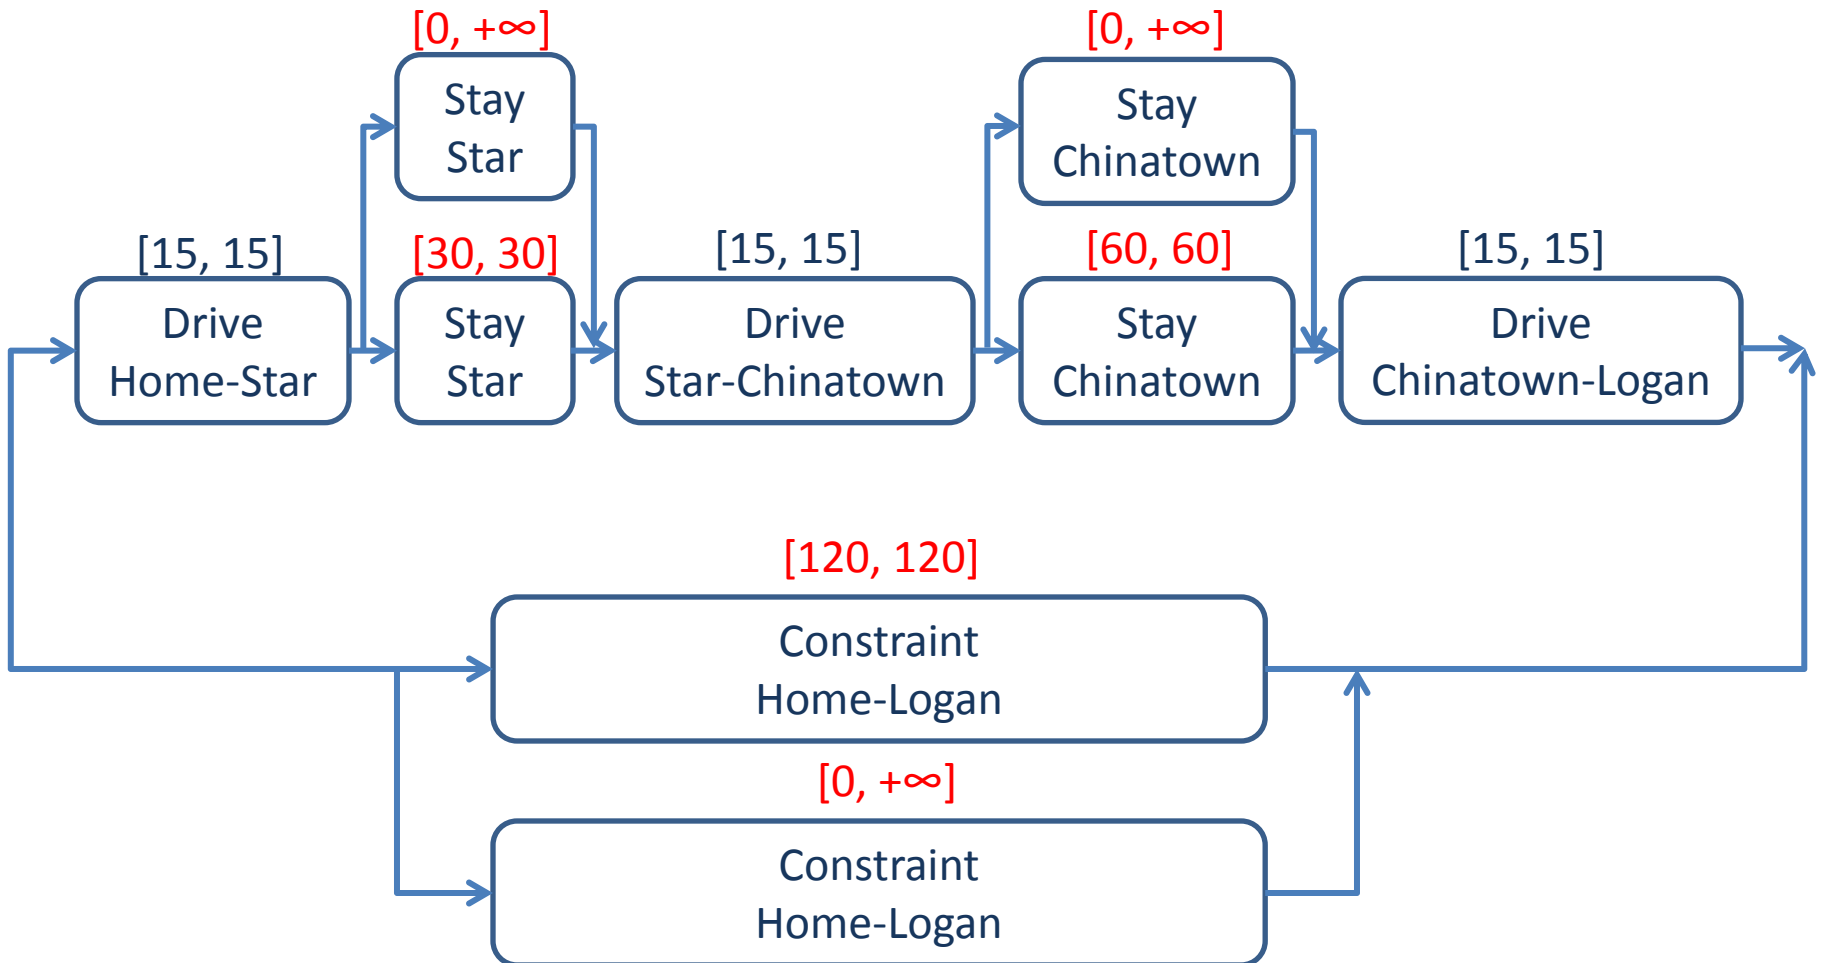 [0, +∞]
Stay
Star
[0, +∞]
Stay
Chinatown
[15, 15]
Drive
Home-Star
[30, 30]
Stay
Star
[15, 15]
Drive
Star-Chinatown
[60, 60]
Stay
Chinatown
[15, 15]
Drive
Chinatown-Logan
[120, 120]
Constraint
Home-Logan
[0, +∞]
Constraint
Home-Logan